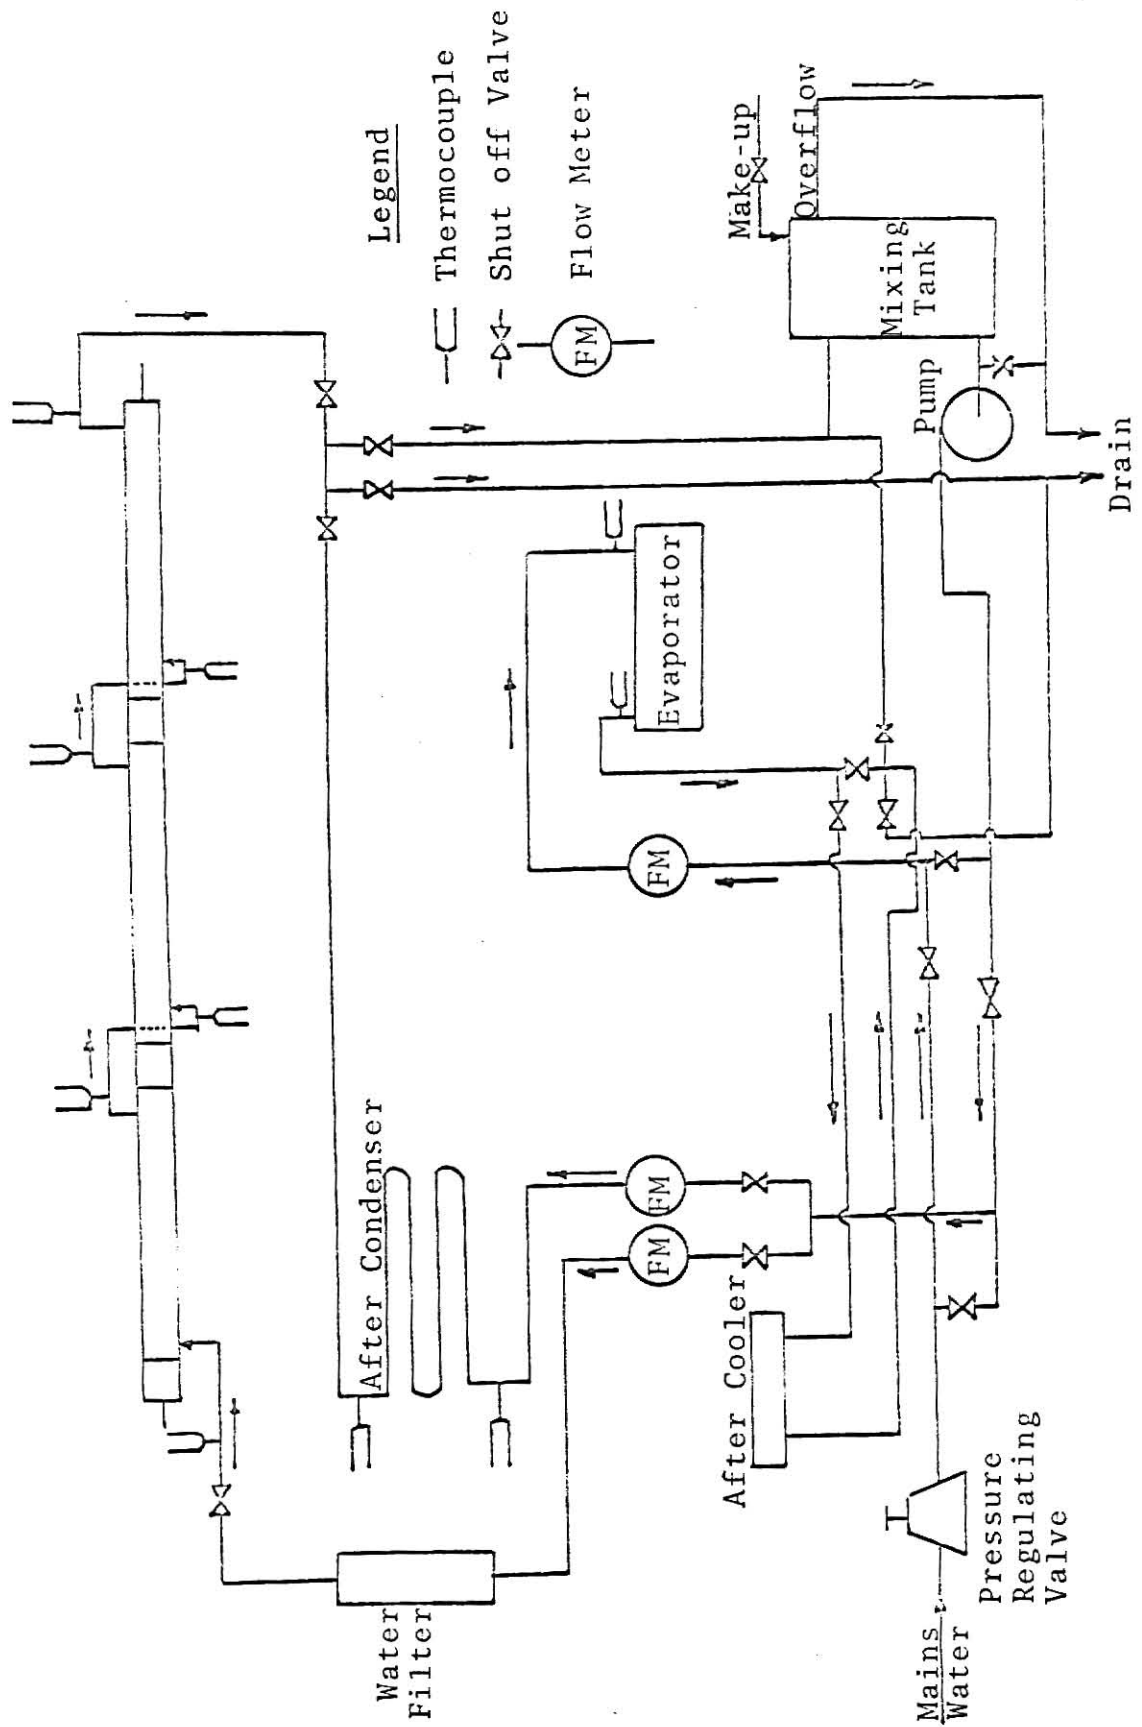 Legend
Thermocouple
Shut off Valve
FM
Flow Meter
After Condenser
Water
Filter
FM
FM
FM
Evaporator
After Cooler
Make-up
Overflow
Mixing
Tank
Pump
Drain
Mains
Water
Pressure
Regulating
Valve